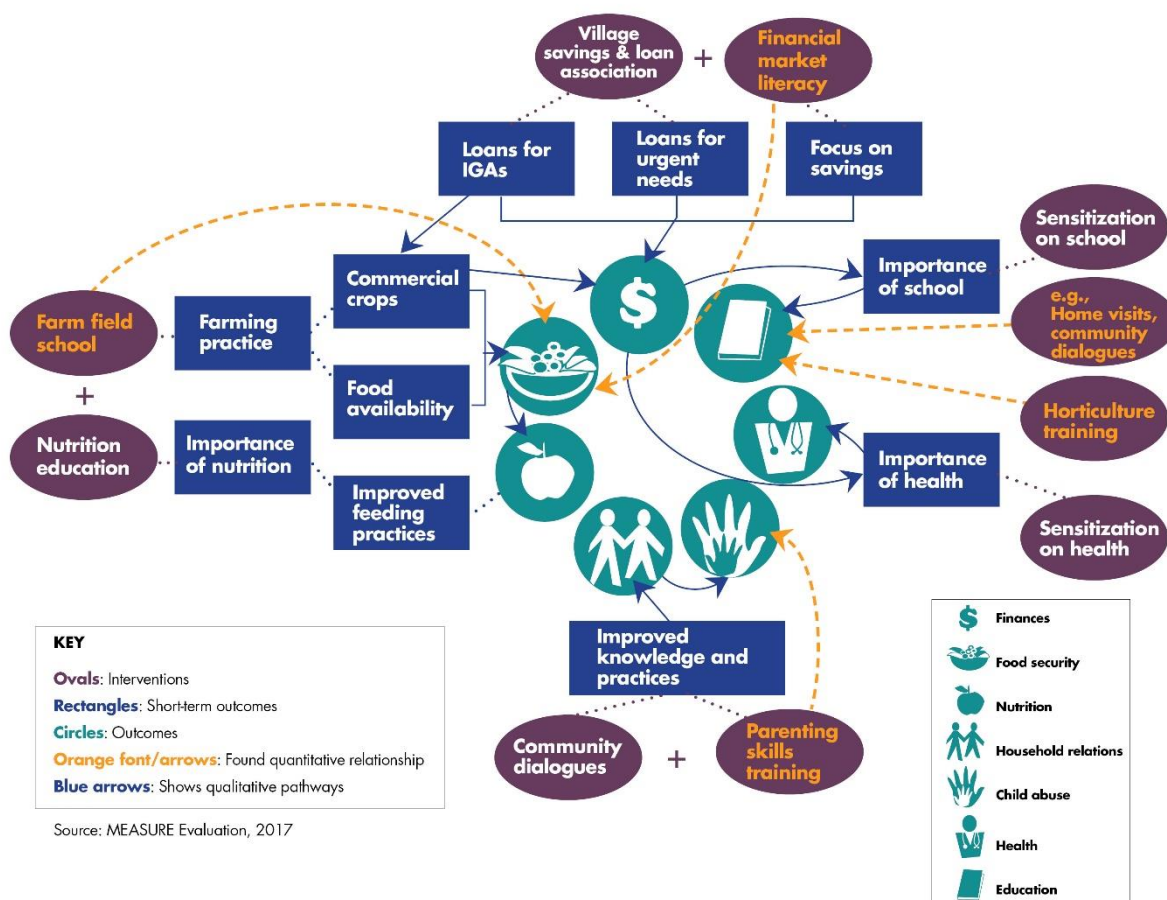 Village
savings & loan
association
+
Financial
market
literacy
Loans for
IGAs
Loans for
urgent
needs
Focus on
savings
Sensitization
on school
Commercial
crops
$
Importance
of school
e.g.,
Home visits,
community
dialogues
Farm field
school
Farming
practice
+
Food
availability
Horticulture
training
Nutrition
education
Importance
of nutrition
Importance
of health
Improved
feeding
practices
Sensitization
on health
Improved
knowledge and
practices
Community
dialogues
+
Parenting
skills
training
KEY
Ovals: Interventions
Rectangles: Short-term outcomes
Circles: Outcomes
Orange font/arrows: Found quantitative relationship
Blue arrows: Shows qualitative pathways
Source: MEASURE Evaluation, 2017
$ Finances
Food security
Nutrition
Household relations
Child abuse
Health
Education